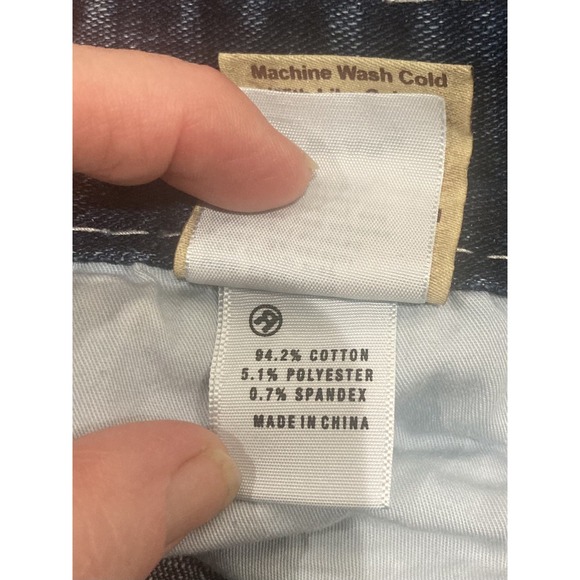 Machine Wash Cold
94.2% COTTON
5.1% POLYESTER
0.7% SPANDEX
MADE IN CHINA